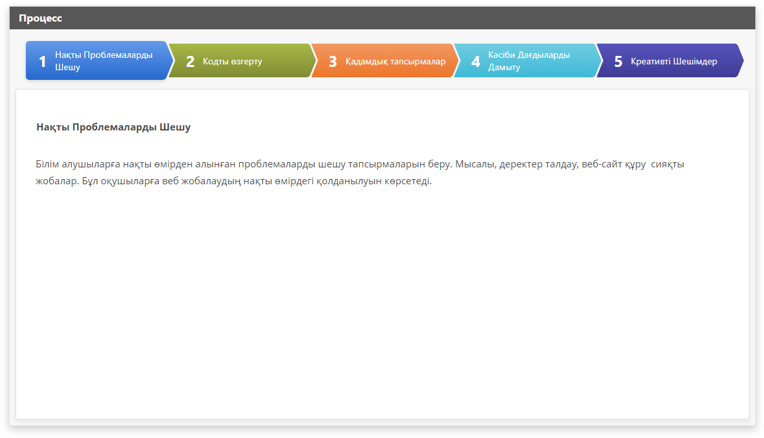 Процесс
1 Нақты Проблемаларды
Шешу
2 Кодты өзгерту
3 Қадамдық тапсырмалар
4 Кәсіби Дағдыларды
Дамыту
5 Креативті Шешімдер
Нақты Проблемаларды Шешу
Білім алушыларға нақты өмірден алынған проблемаларды шешу тапсырмаларын беру. Мысалы, деректер талдау, веб-сайт құру сияқты
жобалар. Бұл оқушыларға веб жобалаудың нақты өмірдегі қолданылуын көрсетеді.